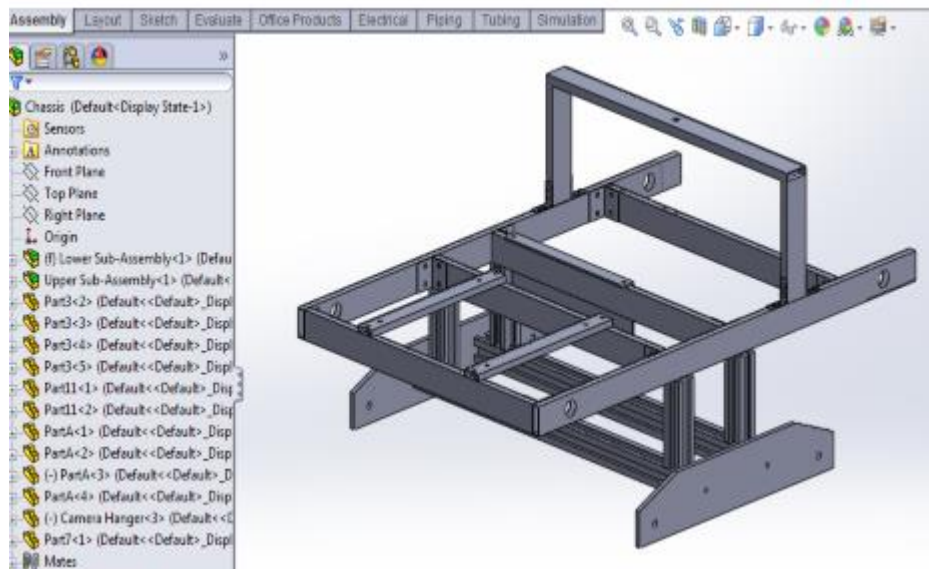 Assembly Layout Sketch Evaluate Office Products Electrical Piping Tubing Simulation
Chassis (Default<Display State-1>)
Sensors
Annotations
Front Plane
Top Plane
Right Plane
Origin
(f) Lower Sub-Assembly<1> (Defau
Upper Sub-Assembly<1> (Default<
Part3<2> (Default<<Default>_Displ
Part3<3> (Default<<Default>_Displ
Part3<4> (Default<<Default>_Displ
Part3<5> (Default<<Default>_Displ
Part11<1> (Default<<Default>_Disp
Part11<2> (Default<<Default>_Disp
PartA<1> (Default<<Default>_Disp
PartA<2> (Default<<Default>_Disp
(-) PartA<3> (Default<<Default>_D
PartA<4> (Default<<Default>_Disp
(-) Camera Hanger<3> (Default<<D
Part7<1> (Default<<Default>_Displ
Mates